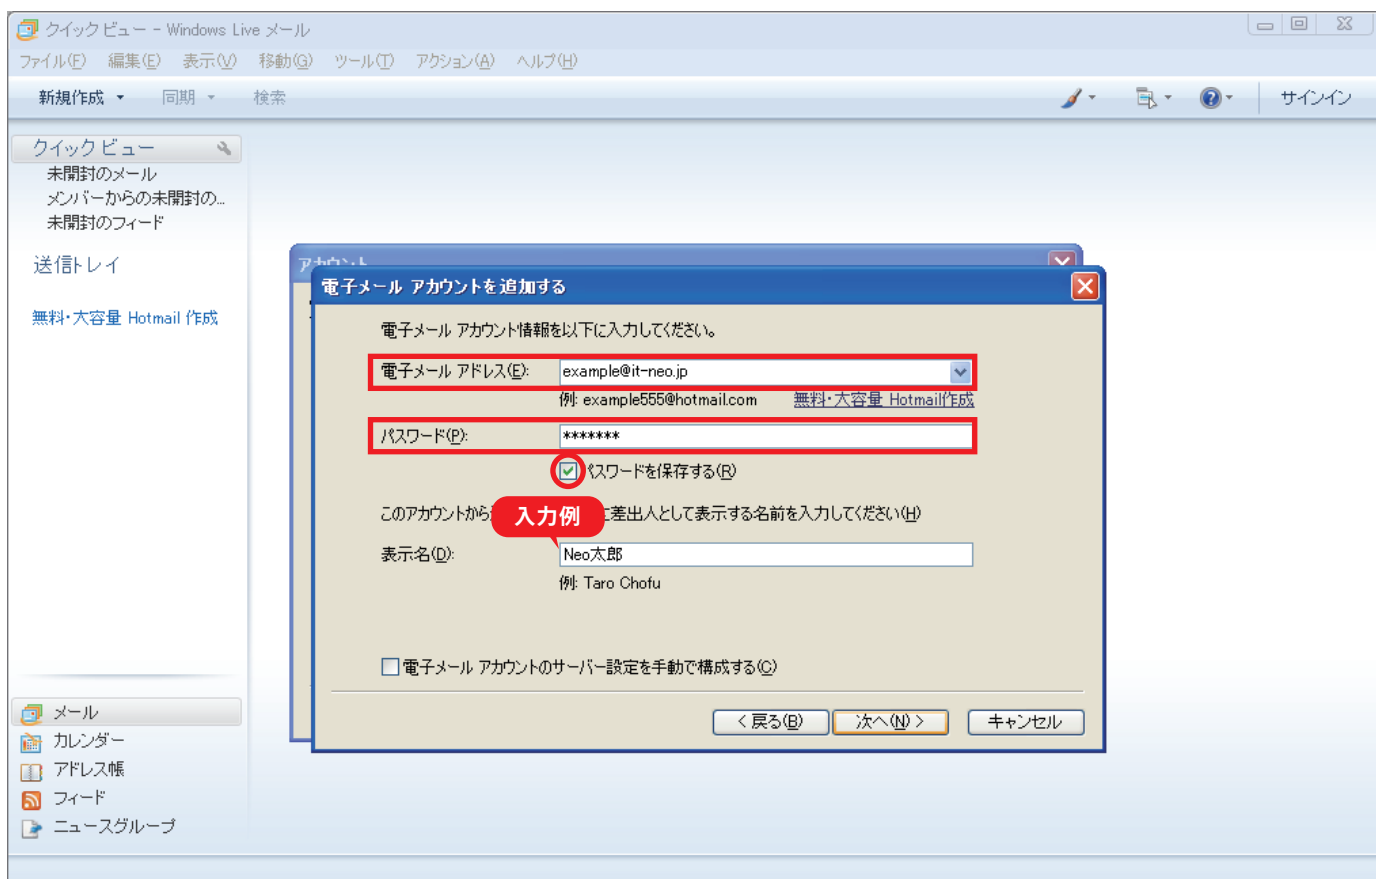 クイック ビュー - Windows Live メール
ファイル(F) 編集(E) 表示(V) 移動(G) ツール(T) アクション(A) ヘルプ(H)
新規作成 同期 検索 サインイン
クイック ビュー
未開封のメール
メンバーからの未開封の...
未開封のフィード
送信トレイ
無料・大容量 Hotmail 作成
アカウント
電子メール アカウントを追加する
電子メール アカウント情報を以下に入力してください。
電子メール アドレス(E): example@it-neo.jp
例: example555@hotmail.com 無料・大容量 Hotmail作成
パスワード(P): *******
パスワードを保存する(R)
このアカウントから 差出人として表示する名前を入力してください(H)
入力例
表示名(D): Neo太郎
例: Taro Chofu
電子メール アカウントのサーバー設定を手動で構成する(C)
< 戻る(B) 次へ(N) > キャンセル
メール
カレンダー
アドレス帳
フィード
ニュースグループ